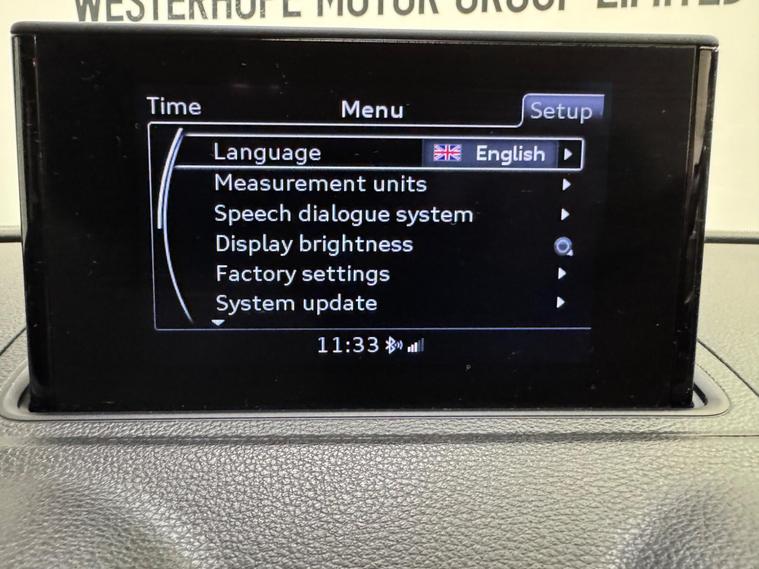 WESTERHOPE MOTOR GROUP LIMITED
Time Menu Setup
Language English
Measurement units
Speech dialogue system
Display brightness
Factory settings
System update
11:33